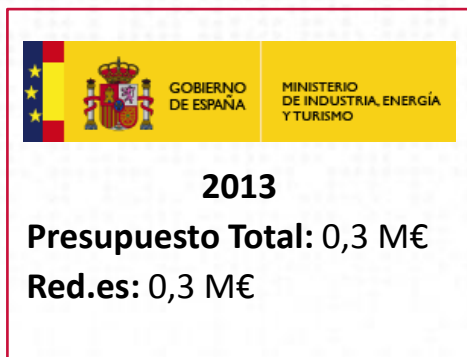 GOBIERNO
DE ESPAÑA
MINISTERIO
DE INDUSTRIA, ENERGÍA
Y TURISMO
2013
Presupuesto Total: 0,3 M€
Red.es: 0,3 M€